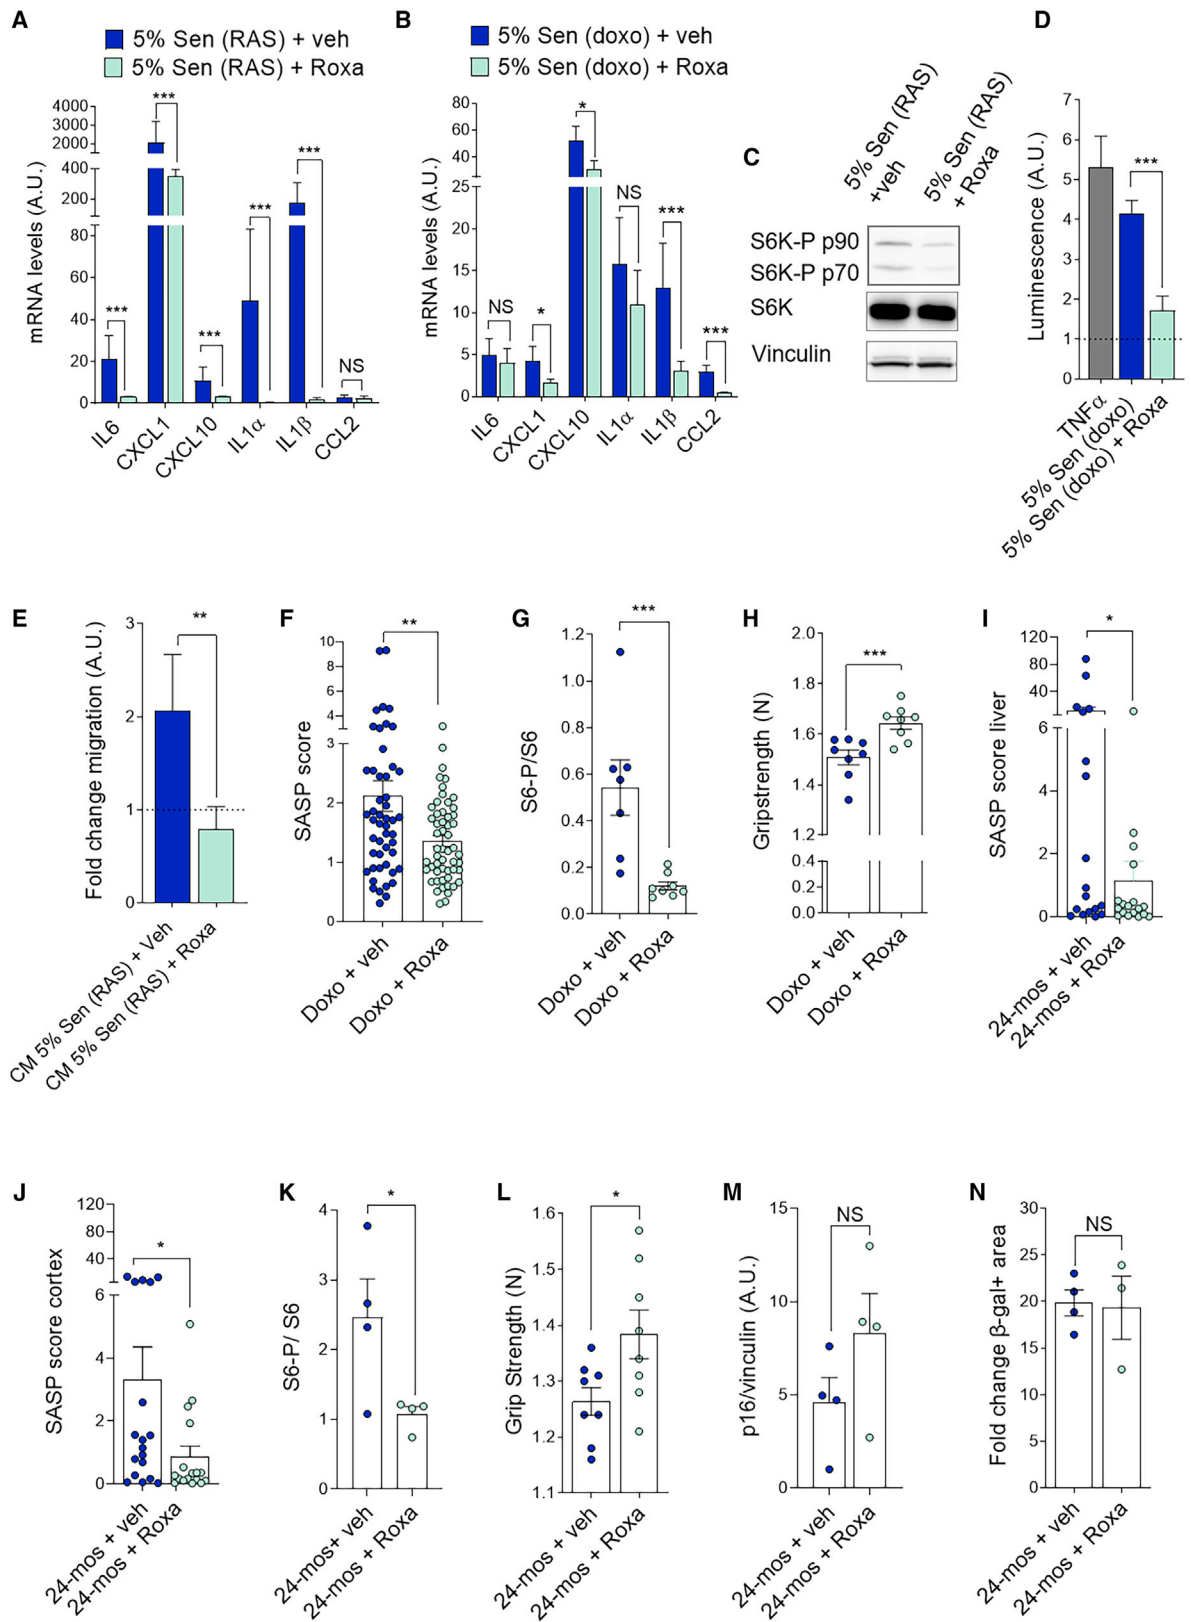 A
5% Sen (RAS) + veh
5% Sen (RAS) + Roxa
mRNA levels (A.U.)
4000
3000
2000
400
200
80
60
40
20
0
***
***
***
***
***
NS
IL6
CXCL1
CXCL10
IL1α
IL1β
CCL2
B
5% Sen (doxo) + veh
5% Sen (doxo) + Roxa
mRNA levels (A.U.)
80
60
40
25
20
15
10
5
0
NS
*
*
NS
***
***
IL6
CXCL1
CXCL10
IL1α
IL1β
CCL2
C
5% Sen (RAS)
+veh
5% Sen (RAS)
+ Roxa
S6K-P p90
S6K-P p70
S6K
Vinculin
D
Luminescence (A.U.)
7
6
5
4
3
2
1
0
***
TNFα
5% Sen (doxo)
5% Sen (doxo) + Roxa
E
Fold change migration (A.U.)
3
2
1
0
**
CM 5% Sen (RAS) + Veh
CM 5% Sen (RAS) + Roxa
F
SASP score
10
8
6
4
3
2
1
0
**
Doxo + veh
Doxo + Roxa
G
S6-P/S6
1.2
1.0
0.8
0.6
0.4
0.2
0.0
***
Doxo + veh
Doxo + Roxa
H
Gripstrength (N)
2.0
1.8
1.6
1.4
1.2
0.4
0.2
0.0
***
Doxo + veh
Doxo + Roxa
I
SASP score liver
120
80
40
6
4
2
0
*
24-mos + veh
24-mos + Roxa
J
SASP score cortex
120
80
40
6
4
2
0
*
24-mos + veh
24-mos + Roxa
K
S6-P/ S6
4
3
2
1
0
*
24-mos+ veh
24-mos + Roxa
L
Grip Strength (N)
1.6
1.5
1.4
1.3
1.2
1.1
*
24-mos + veh
24-mos + Roxa
M
p16/vinculin (A.U.)
15
10
5
0
NS
24-mos + veh
24-mos + Roxa
N
Fold change β-gal+ area
30
25
20
15
10
5
0
NS
24-mos + veh
24-mos + Roxa